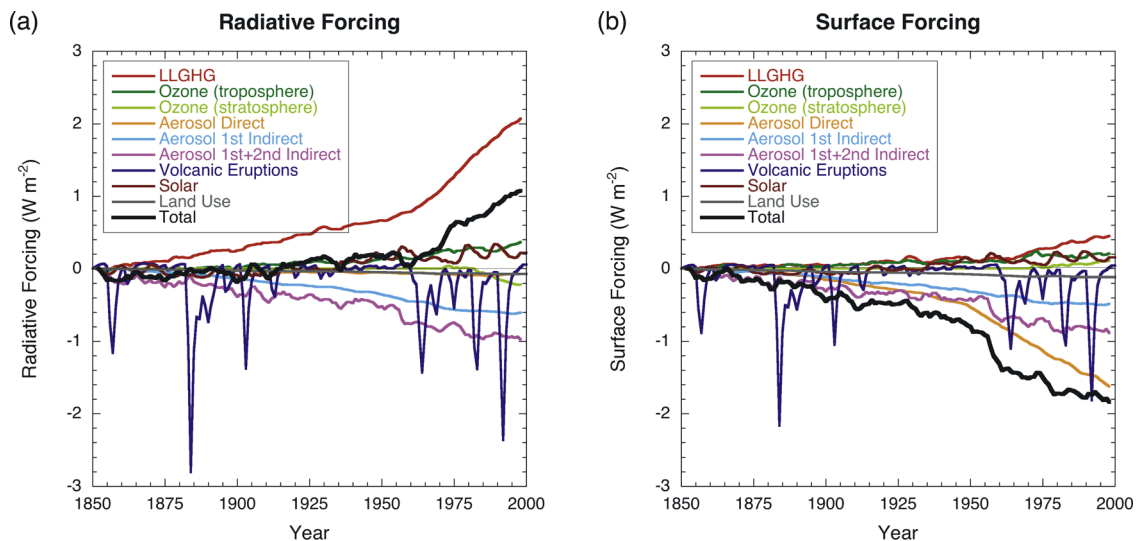 (a)
Radiative Forcing
3
2
1
0
-1
-2
-3
Radiative Forcing (W m-2)
LLGHG
Ozone (troposphere)
Ozone (stratosphere)
Aerosol Direct
Aerosol 1st Indirect
Aerosol 1st+2nd Indirect
Volcanic Eruptions
Solar
Land Use
Total
1850 1875 1900 1925 1950 1975 2000
Year
(b)
Surface Forcing
3
2
1
0
-1
-2
-3
Surface Forcing (W m-2)
LLGHG
Ozone (troposphere)
Ozone (stratosphere)
Aerosol Direct
Aerosol 1st Indirect
Aerosol 1st+2nd Indirect
Volcanic Eruptions
Solar
Land Use
Total
1850 1875 1900 1925 1950 1975 2000
Year